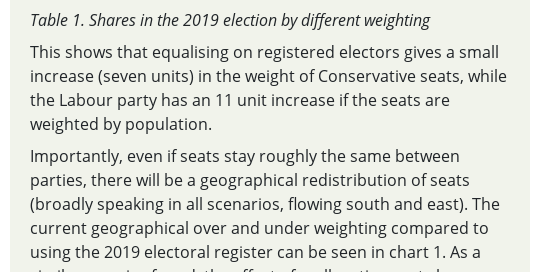 Table 1. Shares in the 2019 election by different weighting
This shows that equalising on registered electors gives a small
increase (seven units) in the weight of Conservative seats, while
the Labour party has an 11 unit increase if the seats are
weighted by population.
Importantly, even if seats stay roughly the same between
parties, there will be a geographical redistribution of seats
(broadly speaking in all scenarios, flowing south and east). The
current geographical over and under weighting compared to
using the 2019 electoral register can be seen in chart 1. As a